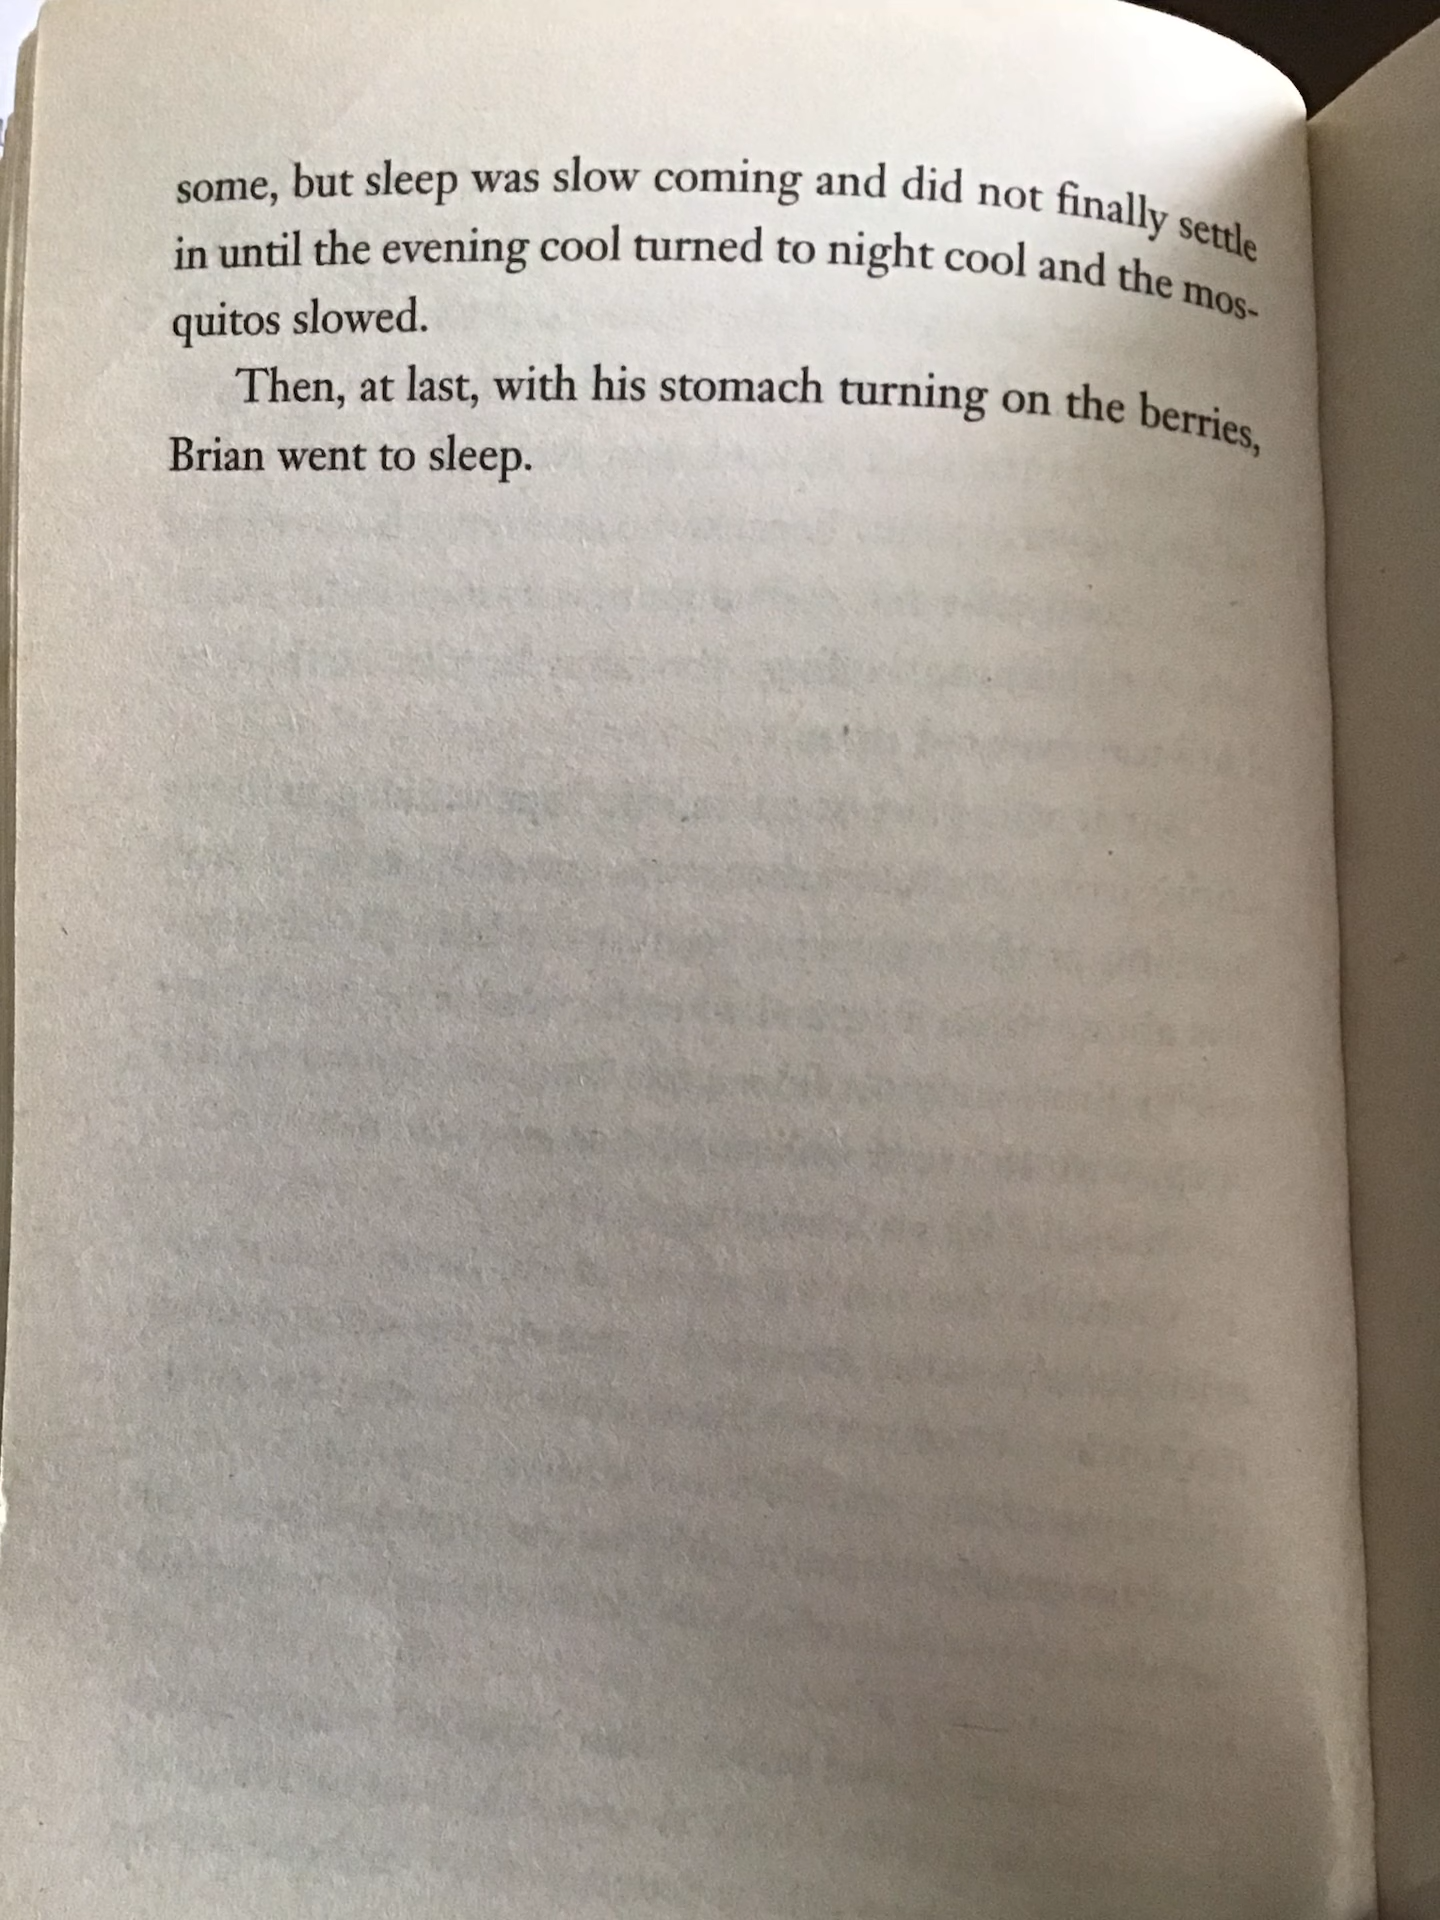 some, but sleep was slow coming and did not finally settle
in until the evening cool turned to night cool and the mos-
quitos slowed.
Then, at last, with his stomach turning on the berries,
Brian went to sleep.